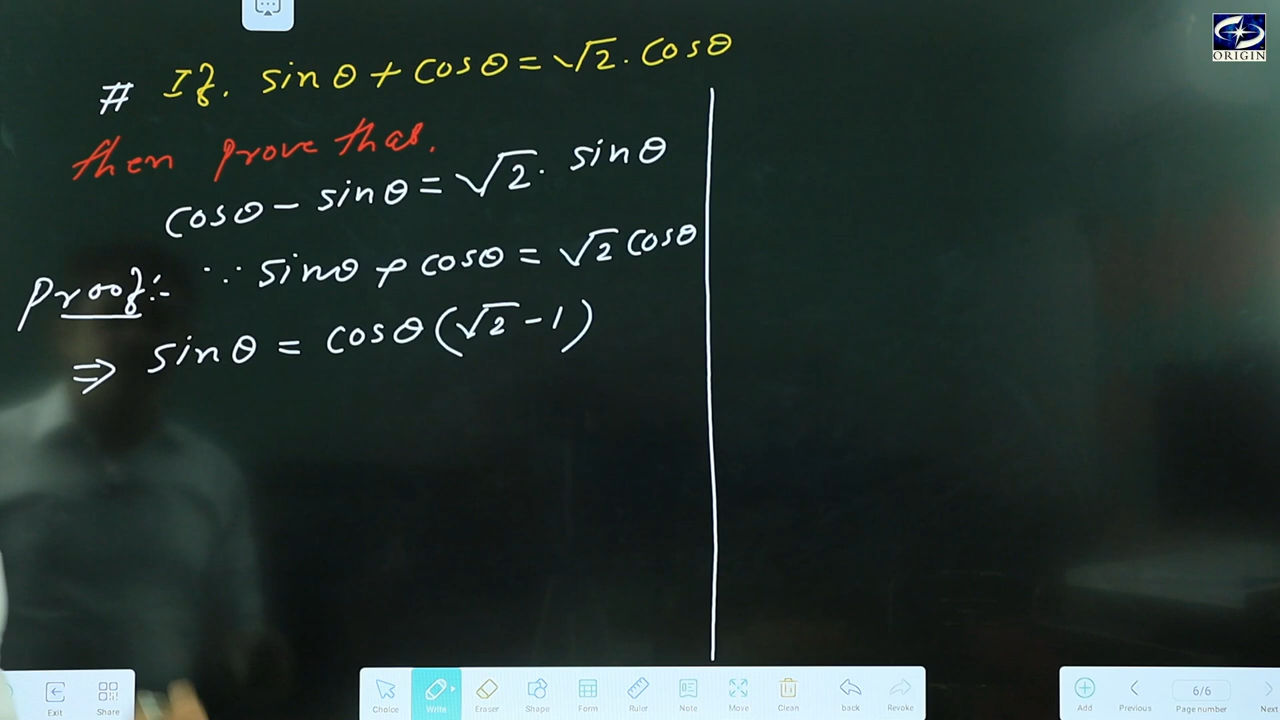 # If. sinθ + cosθ = √2. cosθ
then prove that.
cosθ - sinθ = √2. sinθ
Proof:- ∵ sinθ + cosθ = √2 cosθ
⇒ sinθ = cosθ (√2 - 1)
ORIGIN
Exit
Share
Choice
Write
Eraser
Shape
Form
Ruler
Note
Move
Clean
back
Revoke
Add
Previous
6/6
Page number
Next